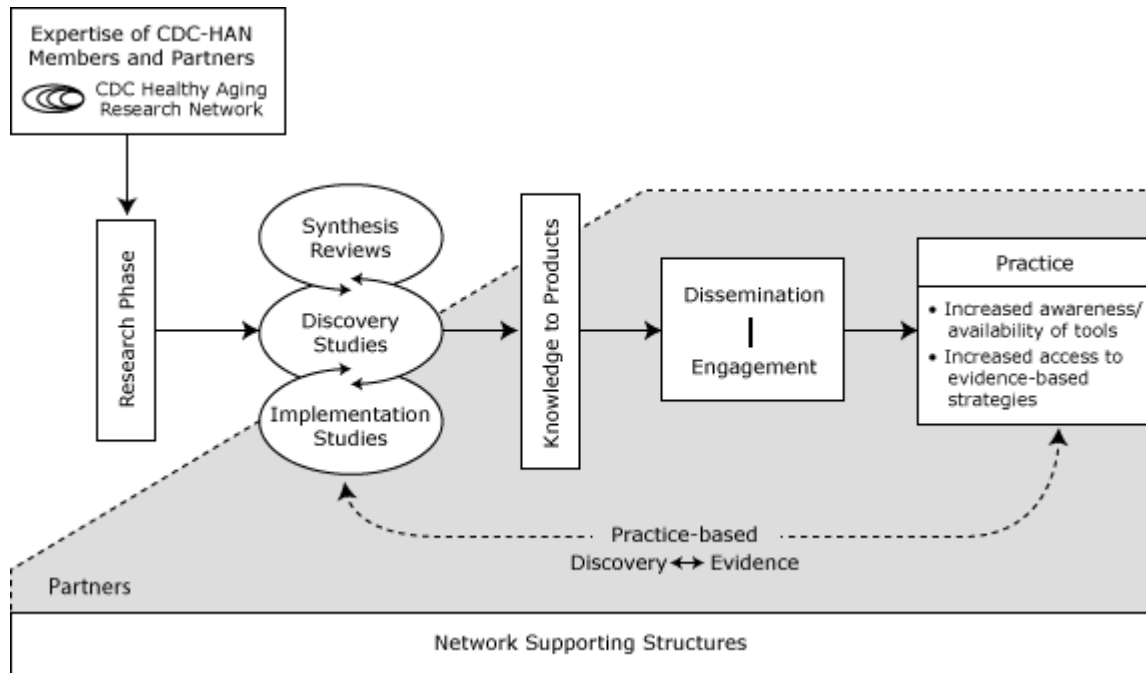 Expertise of CDC-HAN
Members and Partners
CDC Healthy Aging
Research Network
Research Phase
Synthesis
Reviews
Discovery
Studies
Implementation
Studies
Knowledge to Products
Dissemination
Engagement
Practice
• Increased awareness/
availability of tools
• Increased access to
evidence-based
strategies
Practice-based
Discovery ↔ Evidence
Partners
Network Supporting Structures